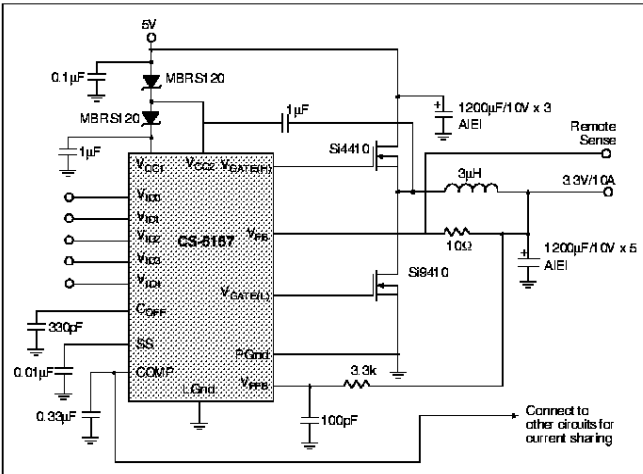 5V
0.1µF
MBRS120
MBRS120
1µF
1µF
Si4410
1200µF/10V x 3
AIEI
Remote
Sense
3µH
3.3V/10A
VCC1
VCC2
VGATE(H)
VID0
VID1
VID2
VID3
VID4
CS-5157
VFB
10Ω
1200µF/10V x 5
AIEI
Si9410
VGATE(L)
COFF
330pF
SS
PGnd
0.01µF
COMP
LGnd
VFFB
3.3k
0.33µF
100pF
Connect to
other circuits for
current sharing